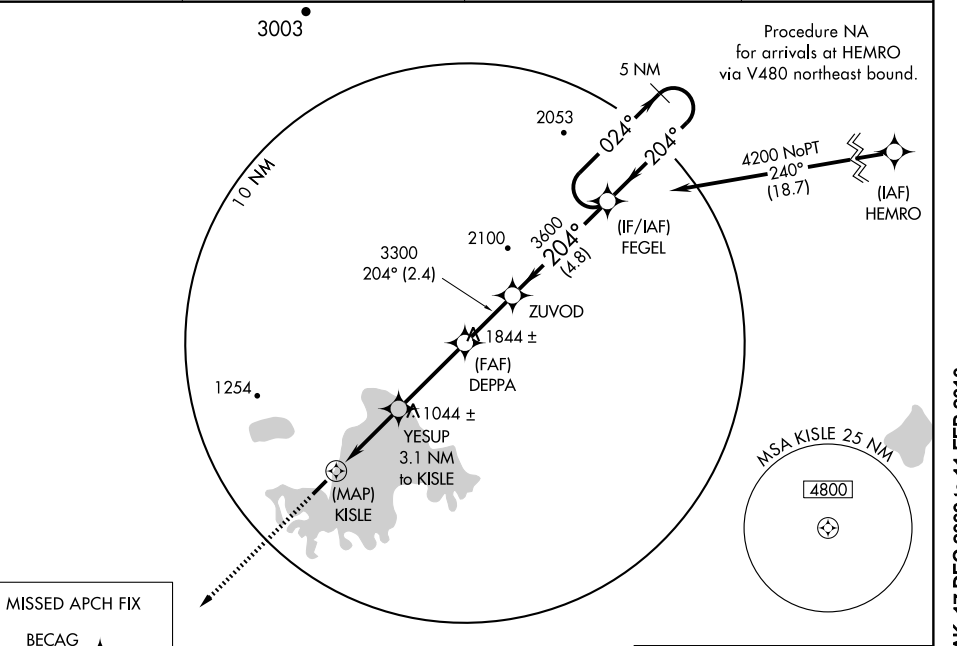 3003
Procedure NA
for arrivals at HEMRO
via V480 northeast bound.
5 NM
2053
024°
204°
10 NM
4200 NoPT
240°
(18.7)
(IAF)
HEMRO
(IF/IAF)
FEGEL
3600
204°
(4.8)
2100
3300
204° (2.4)
ZUVOD
1844 ±
(FAF)
DEPPA
1254
1044 ±
YESUP
3.1 NM
to KISLE
(MAP)
KISLE
MSA KISLE 25 NM
4800
MISSED APCH FIX
BECAG